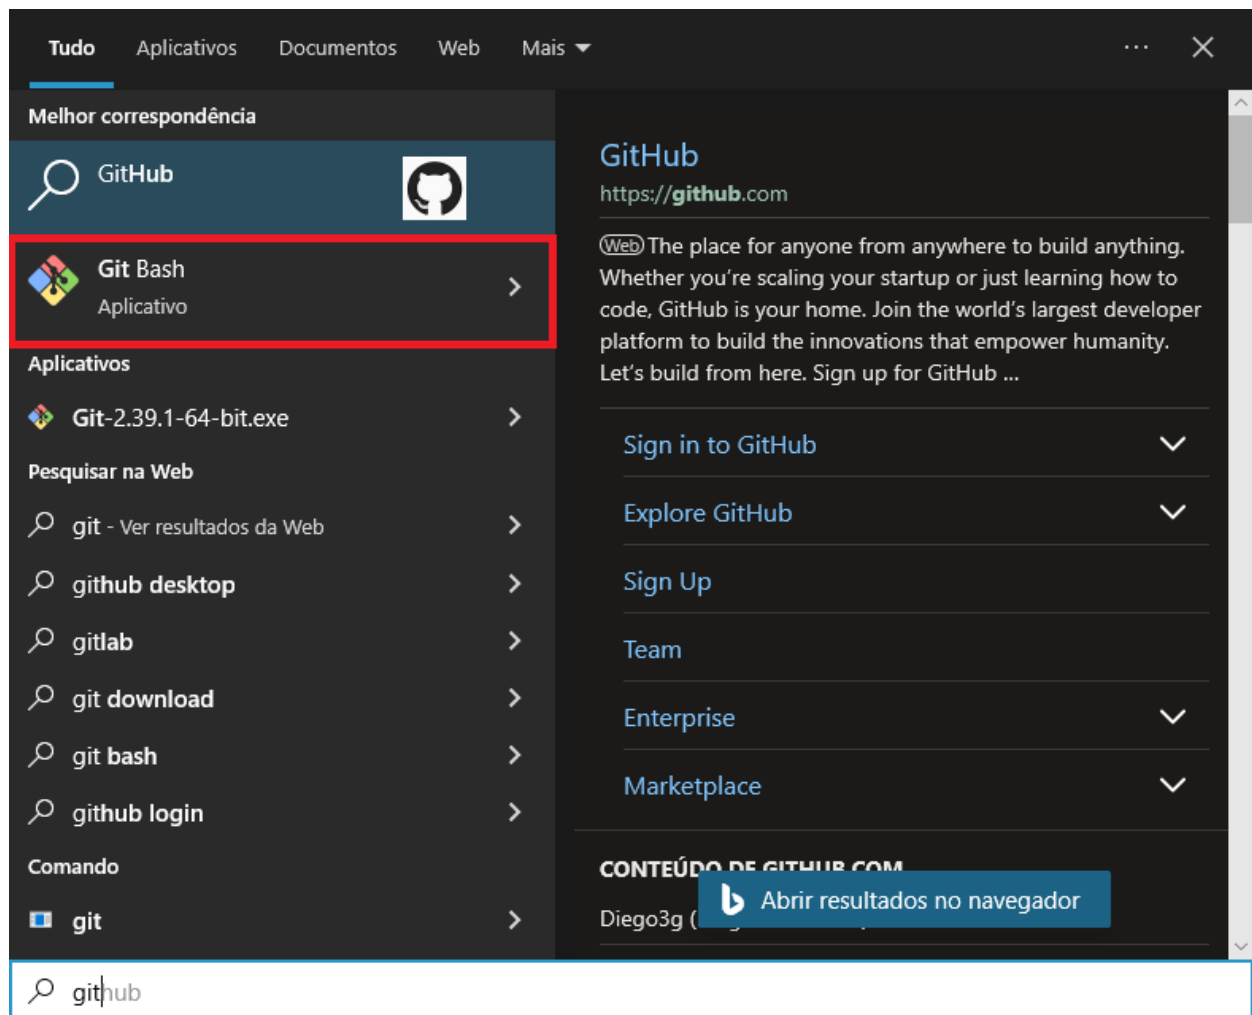 Tudo Aplicativos Documentos Web Mais
Melhor correspondência
GitHub
Git Bash
Aplicativo
Aplicativos
Git-2.39.1-64-bit.exe
Pesquisar na Web
git - Ver resultados da Web
github desktop
gitlab
git download
git bash
github login
Comando
git
github
GitHub
https://github.com
Web The place for anyone from anywhere to build anything.
Whether you're scaling your startup or just learning how to
code, GitHub is your home. Join the world's largest developer
platform to build the innovations that empower humanity.
Let's build from here. Sign up for GitHub ...
Sign in to GitHub
Explore GitHub
Sign Up
Team
Enterprise
Marketplace
CONTEÚDO DE GITHUB.COM
Diego3g (
Abrir resultados no navegador